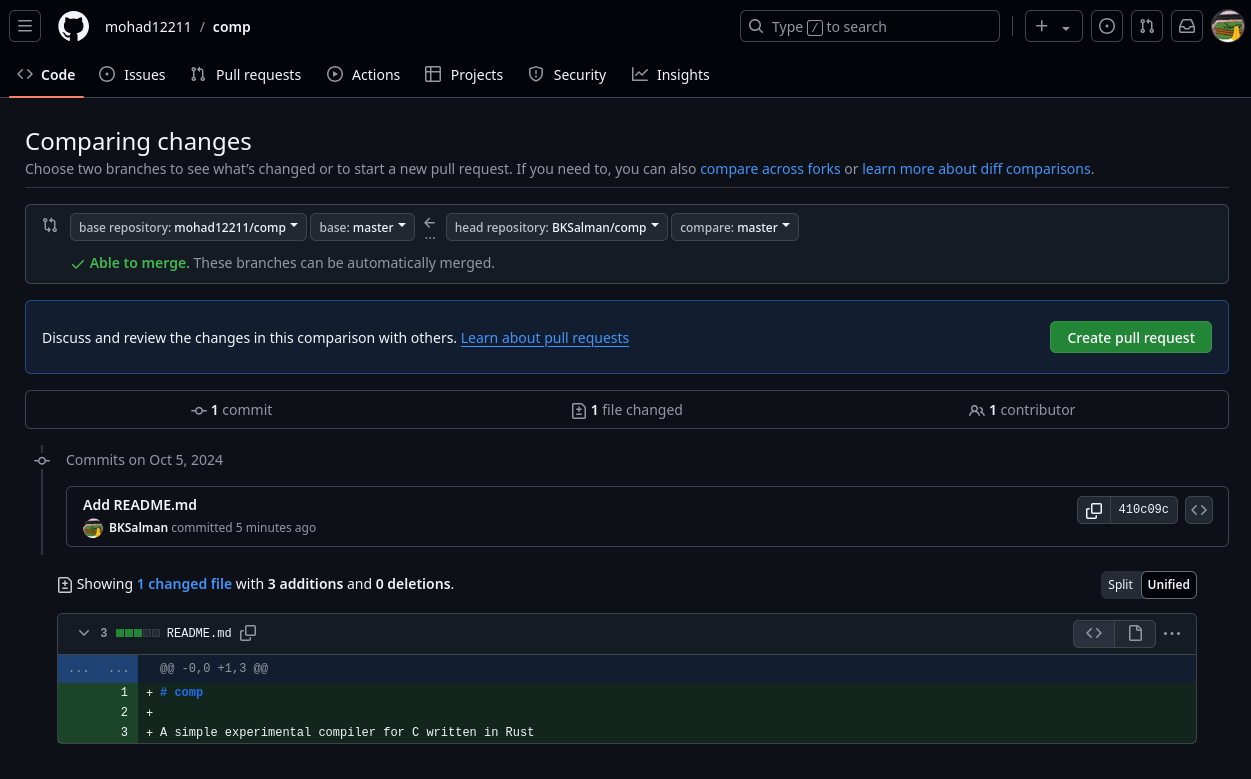 mohad12211 / comp
Type / to search
Code Issues Pull requests Actions Projects Security Insights
Comparing changes
Choose two branches to see what’s changed or to start a new pull request. If you need to, you can also compare across forks or learn more about diff comparisons.
base repository: mohad12211/comp base: master ... head repository: BKSalman/comp compare: master
Able to merge. These branches can be automatically merged.
Discuss and review the changes in this comparison with others. Learn about pull requests
Create pull request
1 commit 1 file changed 1 contributor
Commits on Oct 5, 2024
Add README.md
BKSalman committed 5 minutes ago
410c09c
Showing 1 changed file with 3 additions and 0 deletions.
Split Unified
3 README.md
... ... @@ -0,0 +1,3 @@
1 + # comp
2 +
3 + A simple experimental compiler for C written in Rust